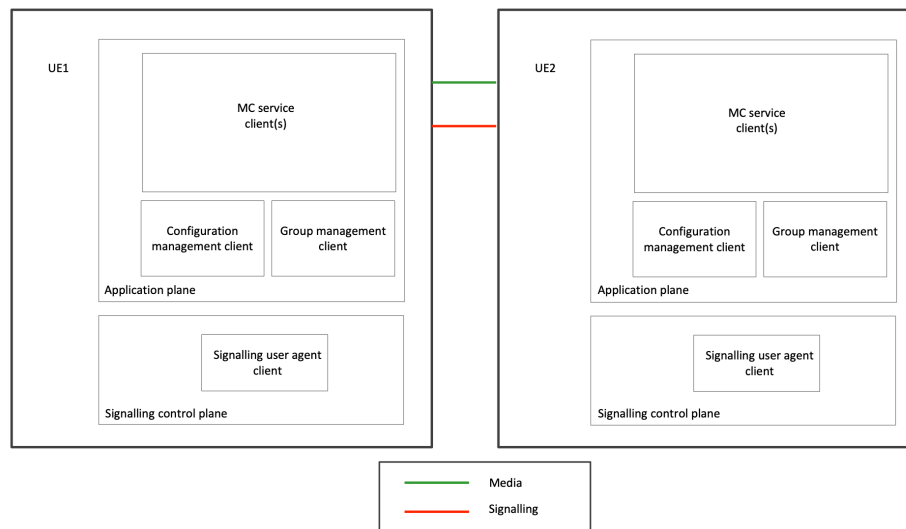 UE1
MC service
client(s)
Configuration
management client
Group management
client
Application plane
Signalling user agent
client
Signalling control plane
UE2
MC service
client(s)
Configuration
management client
Group management
client
Application plane
Signalling user agent
client
Signalling control plane
Media
Signalling